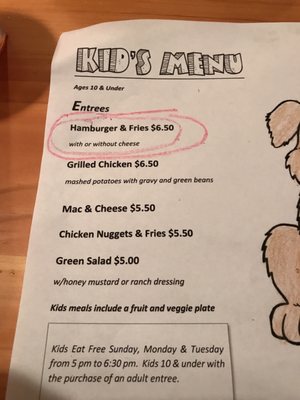 KID'S MENU
Ages 10 & Under
Entrees
Hamburger & Fries $6.50
with or without cheese
Grilled Chicken $6.50
mashed potatoes with gravy and green beans
Mac & Cheese $5.50
Chicken Nuggets & Fries $5.50
Green Salad $5.00
w/honey mustard or ranch dressing
Kids meals include a fruit and veggie plate
Kids Eat Free Sunday, Monday & Tuesday
from 5 pm to 6:30 pm. Kids 10 & under with
the purchase of an adult entree.